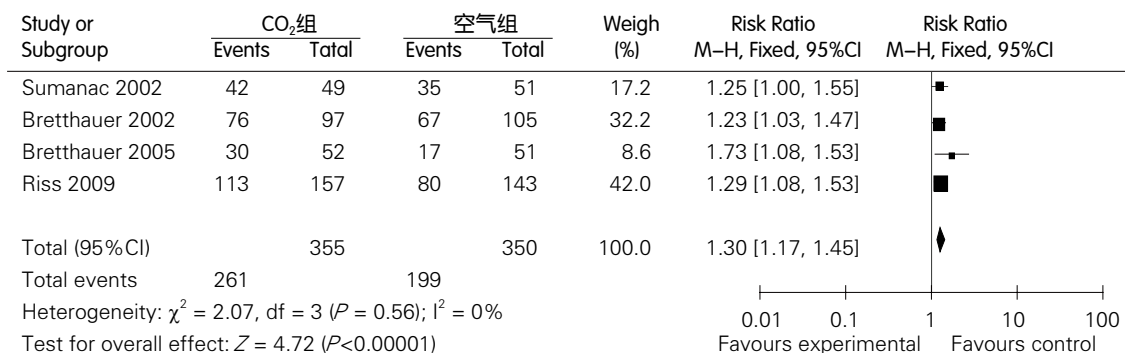 Study or CO₂组 空气组 Weigh Risk Ratio Risk Ratio
Subgroup Events Tatal Events Total (%) M–H, Fixed, 95%CI M–H, Fixed, 95%CI
Sumanac 2002 42 49 35 51 17.2 1.25 [1.00, 1.55]
Bretthauer 2002 76 97 67 105 32.2 1.23 [1.03, 1.47]
Bretthauer 2005 30 52 17 51 8.6 1.73 [1.08, 1.53]
Riss 2009 113 157 80 143 42.0 1.29 [1.08, 1.53]
Total (95%CI) 355 350 100.0 1.30 [1.17, 1.45]
Total events 261 199
Heterogeneity: χ² = 2.07, df = 3 (P = 0.56); I² = 0%
Test for overall effect: Z = 4.72 (P<0.00001)
0.01 0.1 1 10 100
Favours experimental Favours control